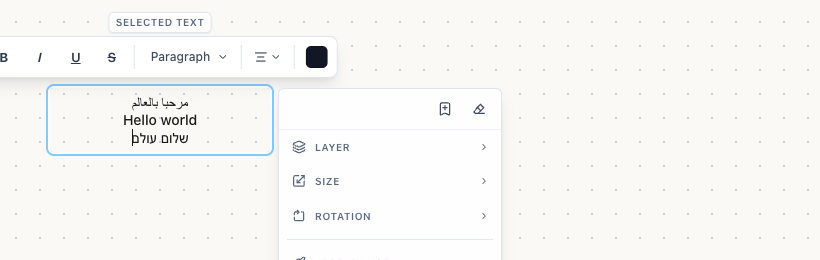 SELECTED TEXT
B I U S Paragraph
مرحبا بالعالم
Hello world
שלום עולם
LAYER
SIZE
ROTATION